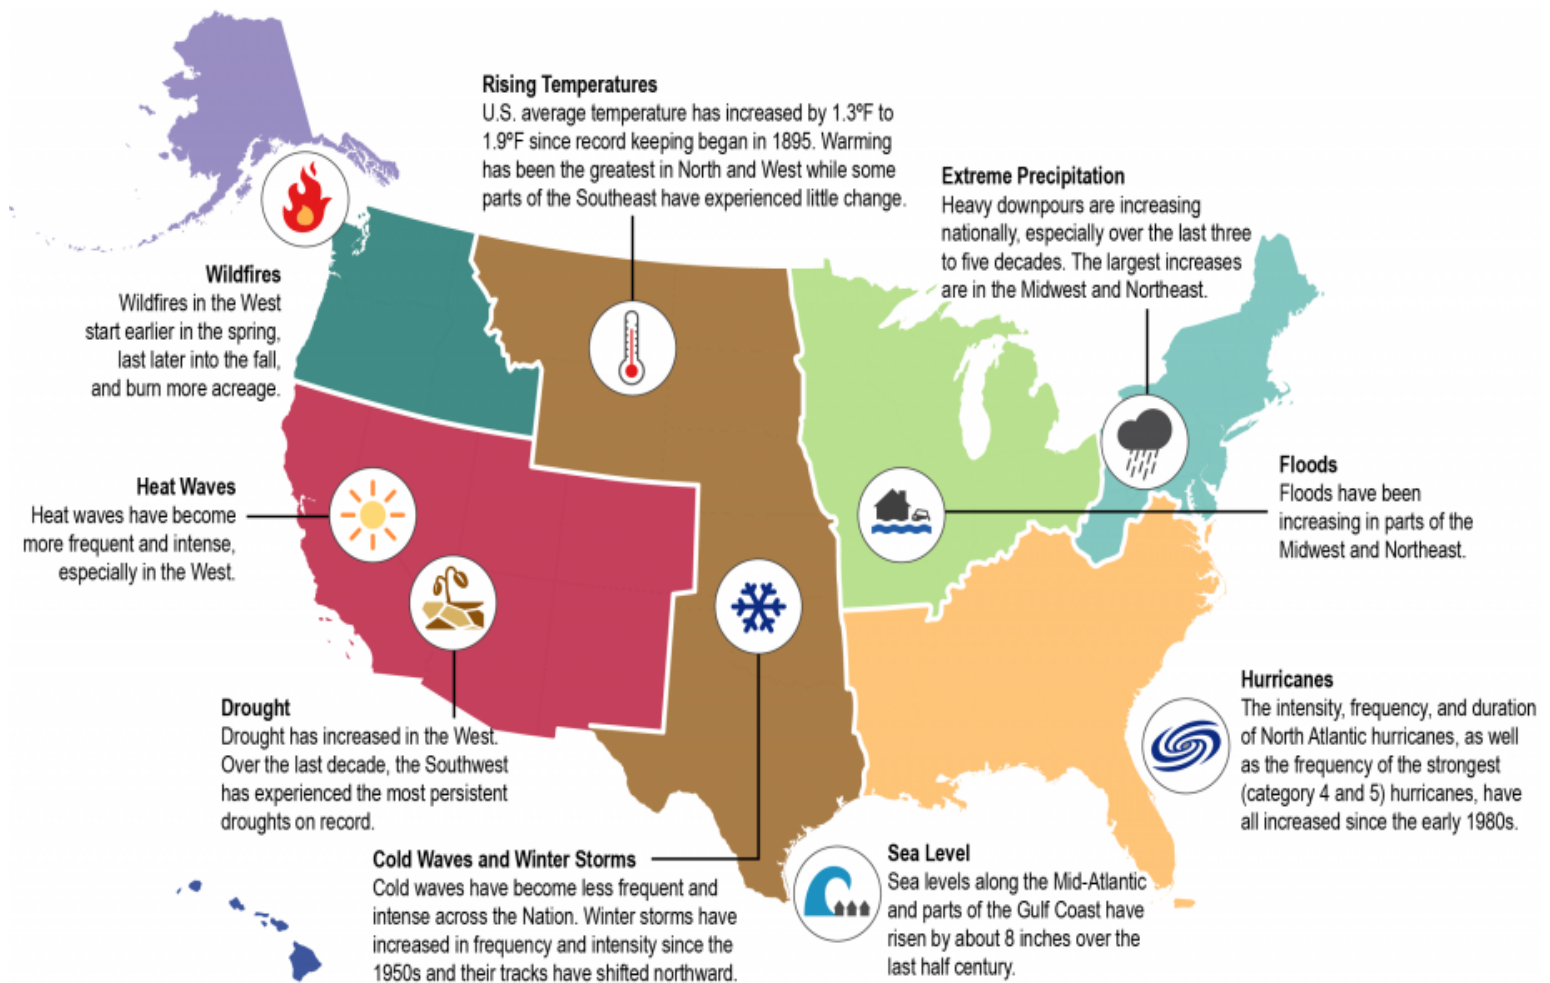 Rising Temperatures
U.S. average temperature has increased by 1.3ºF to
1.9ºF since record keeping began in 1895. Warming
has been the greatest in North and West while some
parts of the Southeast have experienced little change.
Extreme Precipitation
Heavy downpours are increasing
nationally, especially over the last three
to five decades. The largest increases
are in the Midwest and Northeast.
Wildfires
Wildfires in the West
start earlier in the spring,
last later into the fall,
and burn more acreage.
Heat Waves
Heat waves have become
more frequent and intense,
especially in the West.
Floods
Floods have been
increasing in parts of the
Midwest and Northeast.
Drought
Drought has increased in the West.
Over the last decade, the Southwest
has experienced the most persistent
droughts on record.
Hurricanes
The intensity, frequency, and duration
of North Atlantic hurricanes, as well
as the frequency of the strongest
(category 4 and 5) hurricanes, have
all increased since the early 1980s.
Cold Waves and Winter Storms
Cold waves have become less frequent and
intense across the Nation. Winter storms have
increased in frequency and intensity since the
1950s and their tracks have shifted northward.
Sea Level
Sea levels along the Mid-Atlantic
and parts of the Gulf Coast have
risen by about 8 inches over the
last half century.